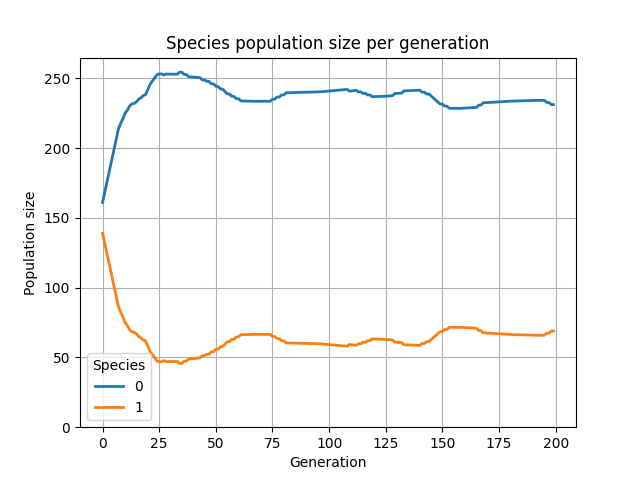 Species population size per generation
250
200
150
100
50
0
Population size
Species
0
1
0 25 50 75 100 125 150 175 200
Generation